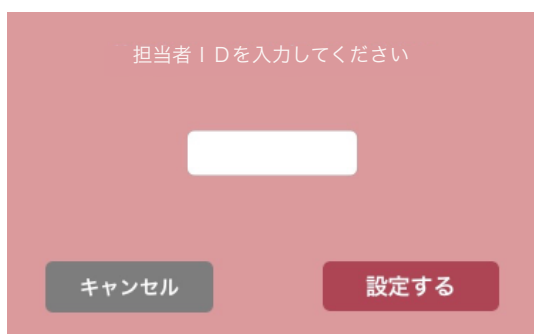 担当者ＩＤを入力してください
キャンセル
設定する